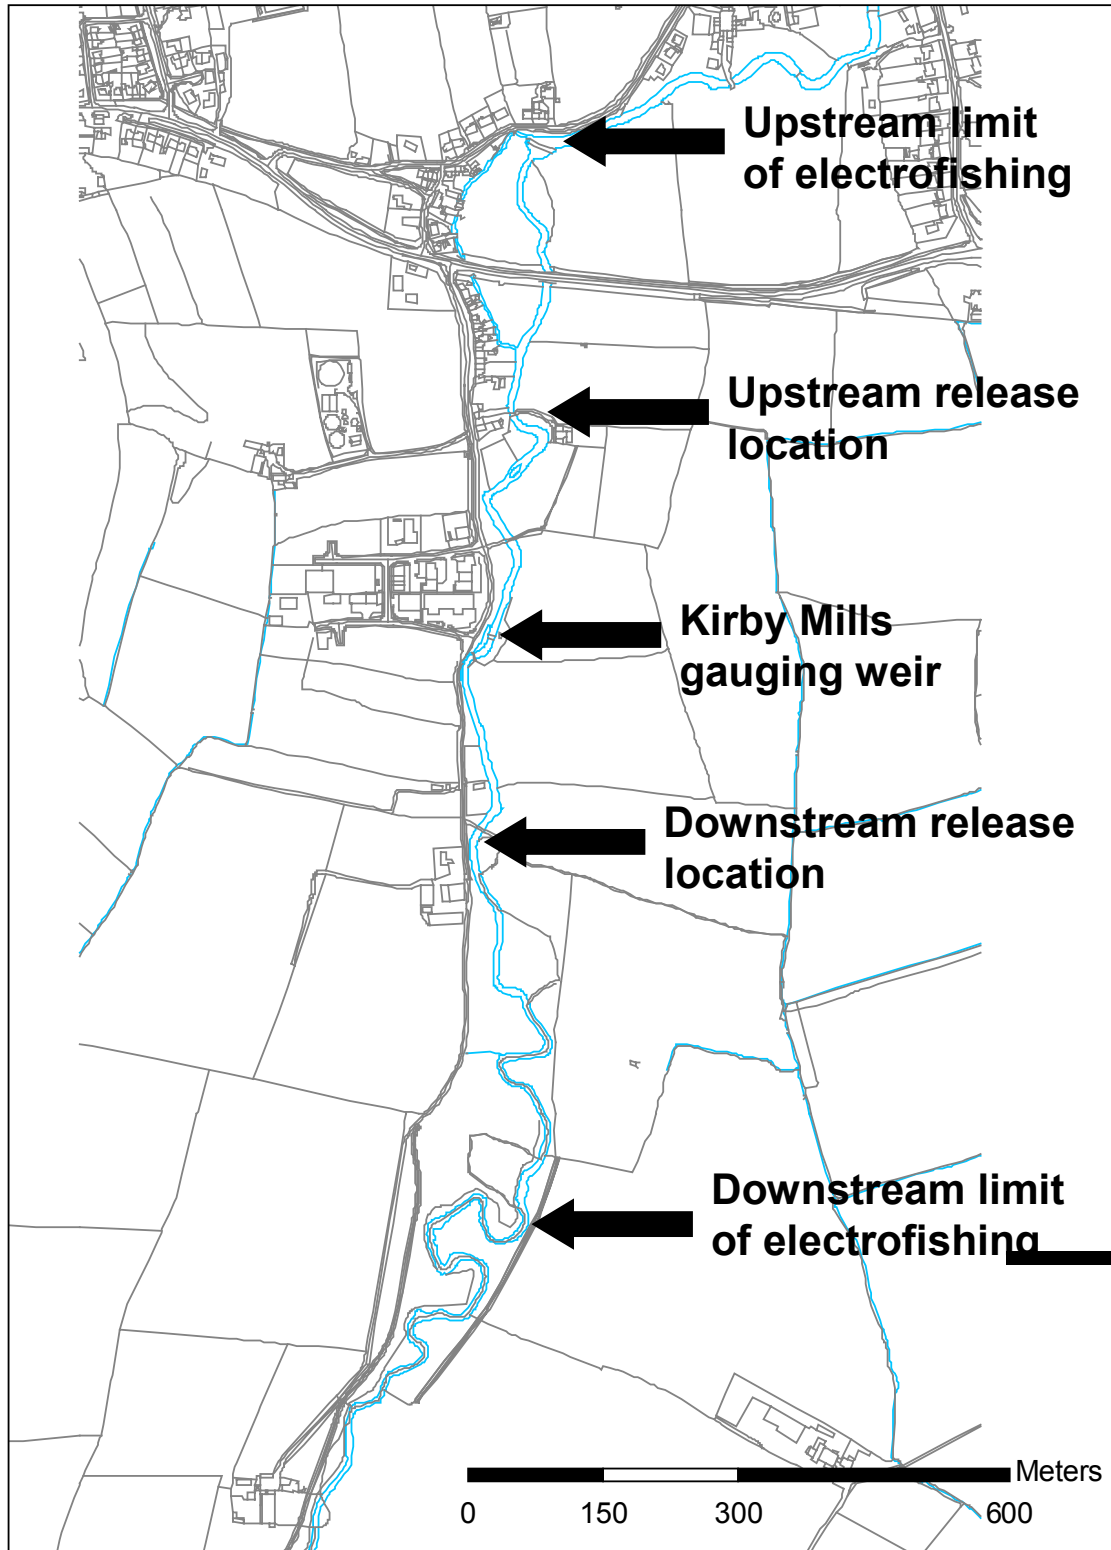 Upstream limit
of electrofishing
Upstream release
location
Kirby Mills
gauging weir
Downstream release
location
Downstream limit
of electrofishing
Meters
0 150 300 600